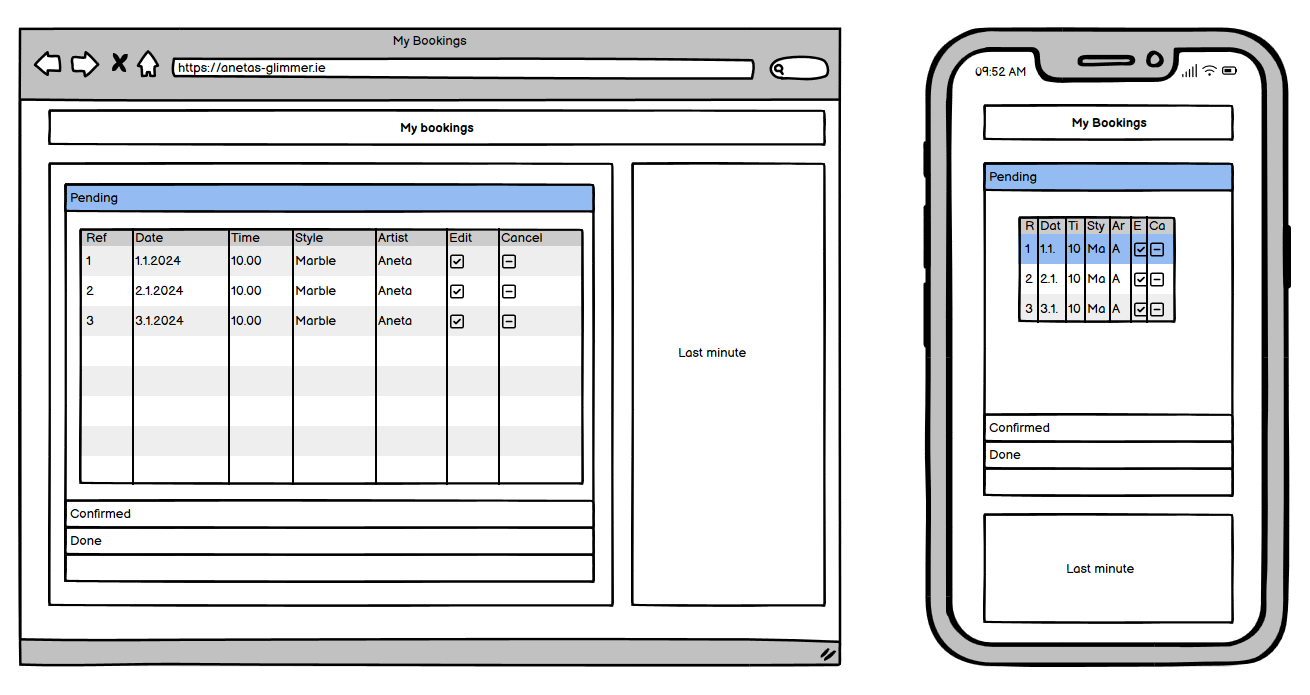 My Bookings
https://anetas-glimmer.ie
My bookings
Pending
Ref Date Time Style Artist Edit Cancel
1 1.1.2024 10.00 Marble Aneta
2 2.1.2024 10.00 Marble Aneta
3 3.1.2024 10.00 Marble Aneta
Confirmed
Done
Last minute
09:52 AM
My Bookings
Pending
R Dat Ti Sty Ar E Ca
1 1.1. 10 Ma A
2 2.1. 10 Ma A
3 3.1. 10 Ma A
Confirmed
Done
Last minute